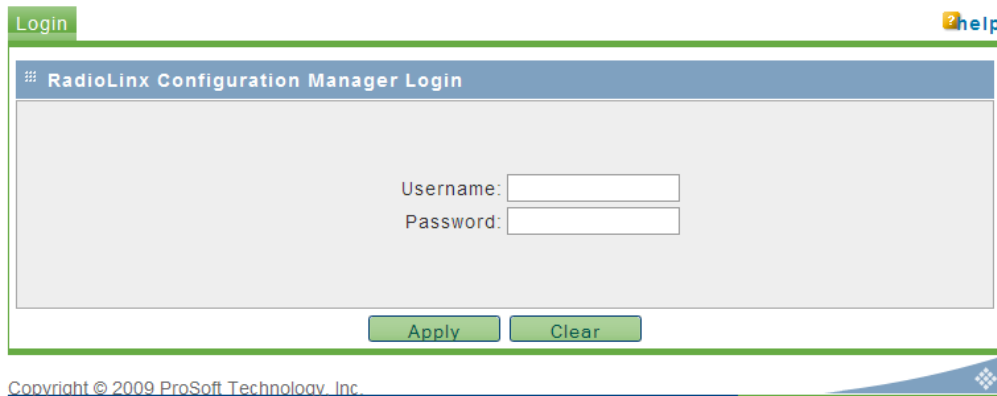 Login
help
RadioLinx Configuration Manager Login
Username:
Password:
Apply Clear
Copyright © 2009 ProSoft Technology, Inc.